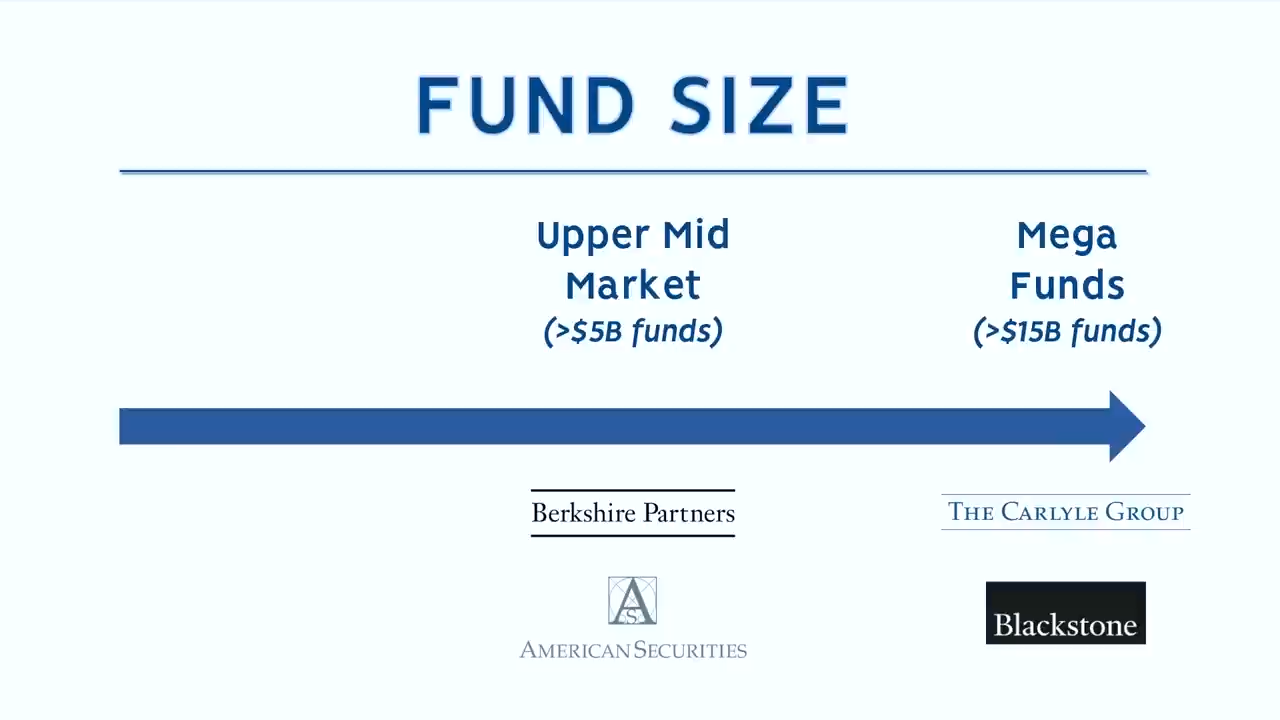 FUND SIZE
Upper Mid
Market
(>$5B funds)
Mega
Funds
(>$15B funds)
Berkshire Partners
THE CARLYLE GROUP
AS
AMERICAN SECURITIES
Blackstone